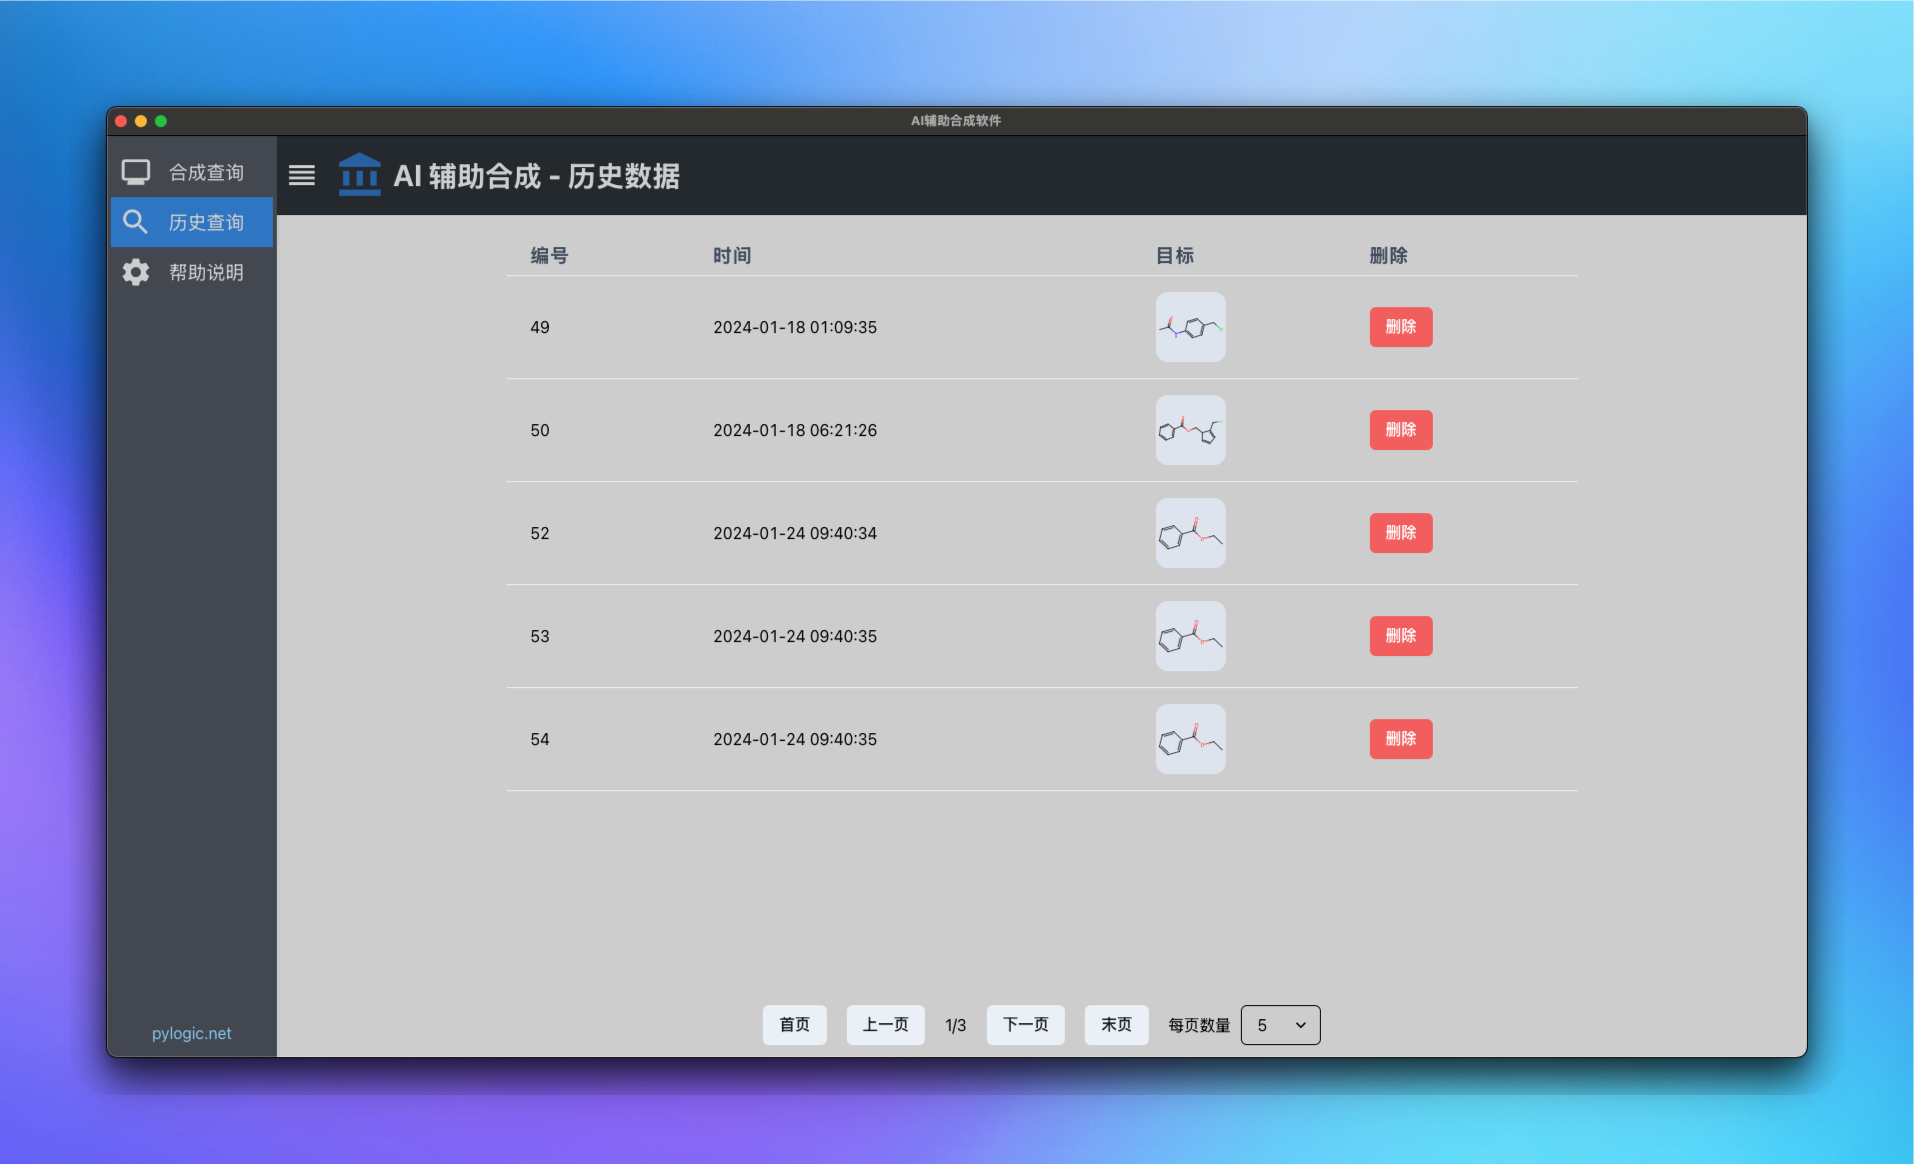 AI辅助合成软件
合成查询
历史查询
帮助说明
pylogic.net
AI 辅助合成 - 历史数据
编号 时间 目标 删除
49 2024-01-18 01:09:35 删除
50 2024-01-18 06:21:26 删除
52 2024-01-24 09:40:34 删除
53 2024-01-24 09:40:35 删除
54 2024-01-24 09:40:35 删除
首页 上一页 1/3 下一页 末页 每页数量 5